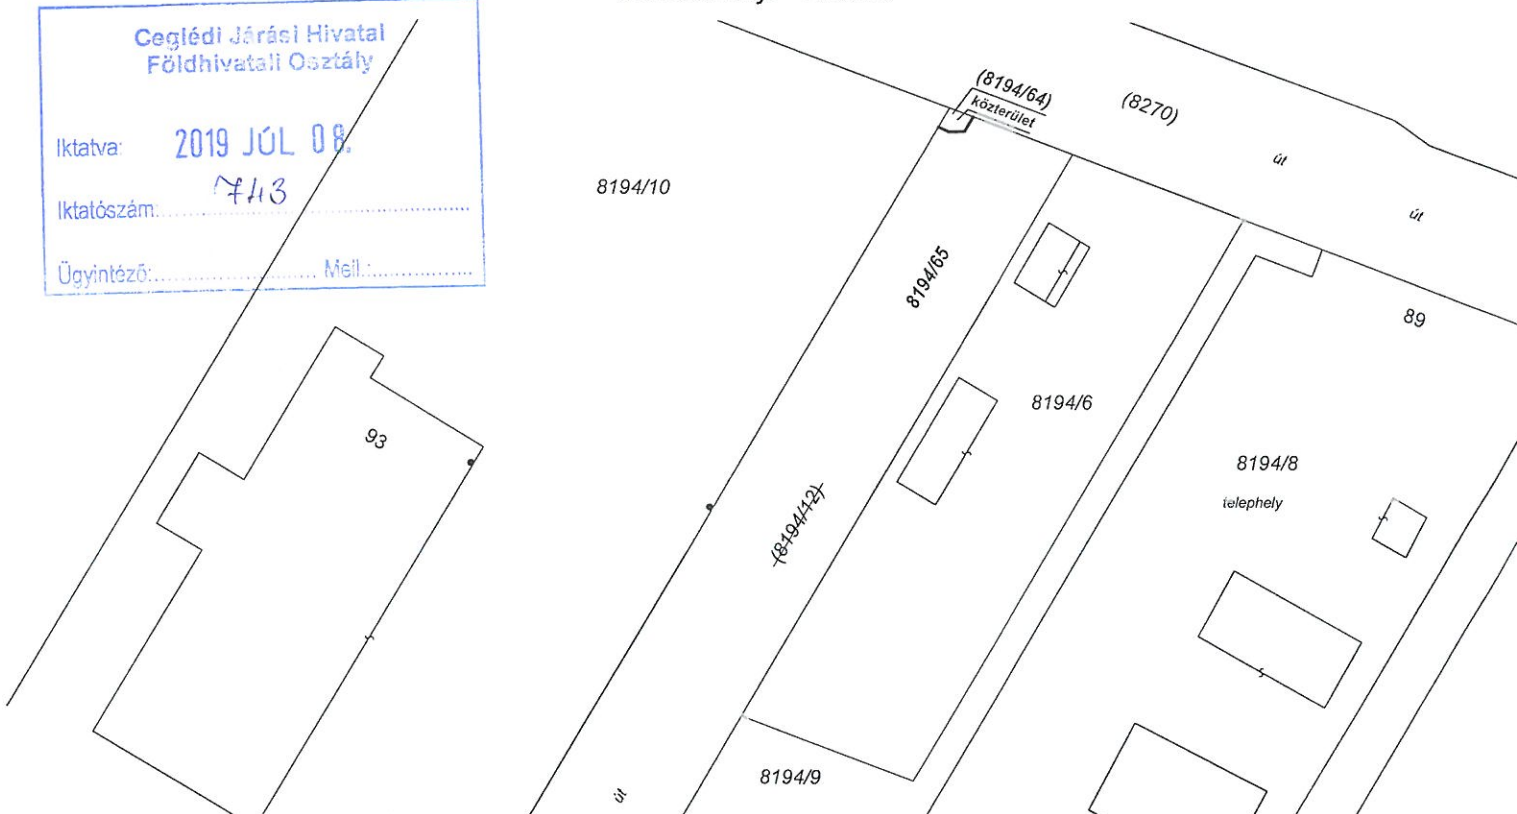 Ceglédi Járási Hivatal
Földhivatali Osztály
Iktatva: 2019 JÚL 08.
Iktatószám: 743
Ügyintéző: Mell.:
(8194/64)
közterület
(8270)
út
út
8194/10
8194/65
89
8194/6
93
8194/8
telephely
(8194/12)
8194/9
út